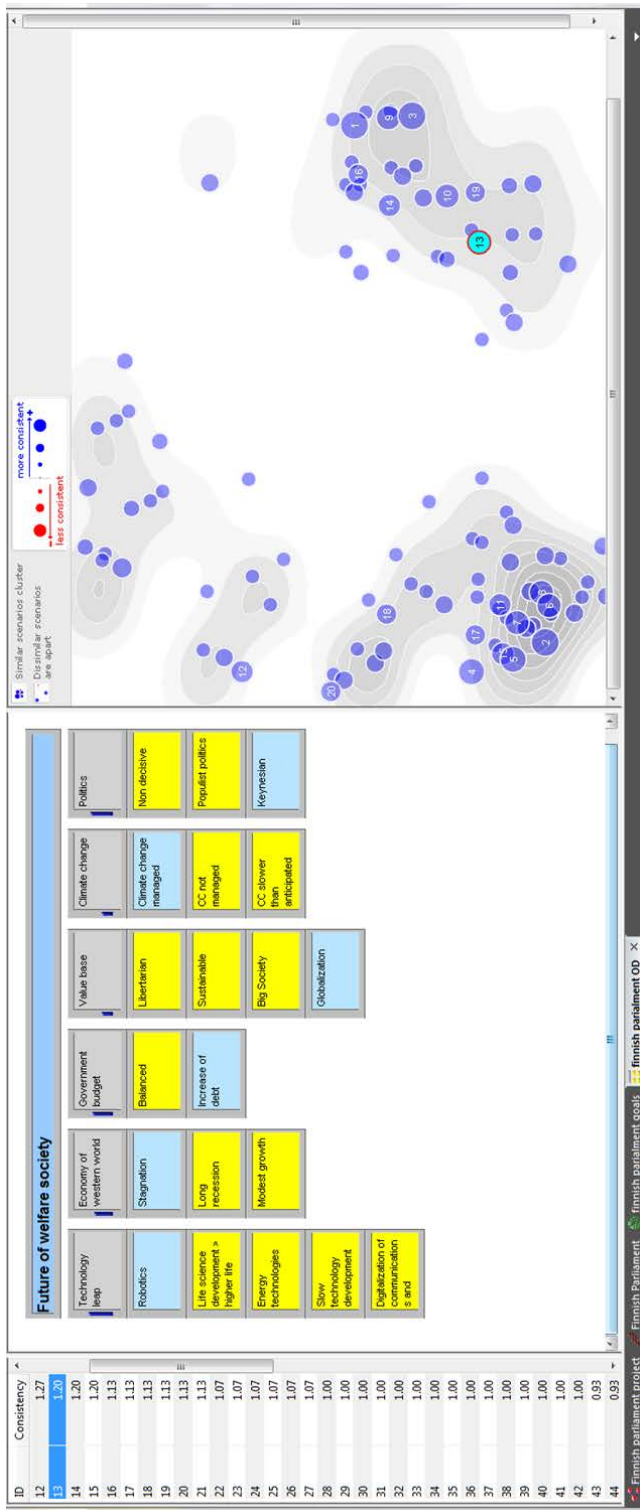 ID Consistency
12 1.27
13 1.20
14 1.20
15 1.20
16 1.13
17 1.13
18 1.13
19 1.13
20 1.13
21 1.13
22 1.07
23 1.07
24 1.07
25 1.07
26 1.07
27 1.07
28 1.00
29 1.00
30 1.00
31 1.00
32 1.00
33 1.00
34 1.00
35 1.00
36 1.00
37 1.00
38 1.00
39 1.00
40 1.00
41 1.00
42 1.00
43 0.93
44 0.93
Future of welfare society
Technology
leap
Robotics
Life science
development >
higher life
Energy
technologies
Slow
technology
development
Digitalization of
communication
s and
Economy of
western world
Stagnation
Long
recession
Modest growth
Government
budget
Balanced
Increase of
debt
Value base
Libertarian
Sustainable
Big Society
Globalization
Climate change
Climate change
managed
CC not
managed
CC slower
than
anticipated
Politics
Non decisive
Populist politics
Keynesian
Similar scenarios cluster
Dissimilar scenarios
are apart
more consistent
less consistent
20
12
18
4
17
5
2
11
7
8
6
1
16
9
3
14
10
19
13
Finnish parliament project
Finnish Parliament
finnish parialment goals
finnish parialment OD ×